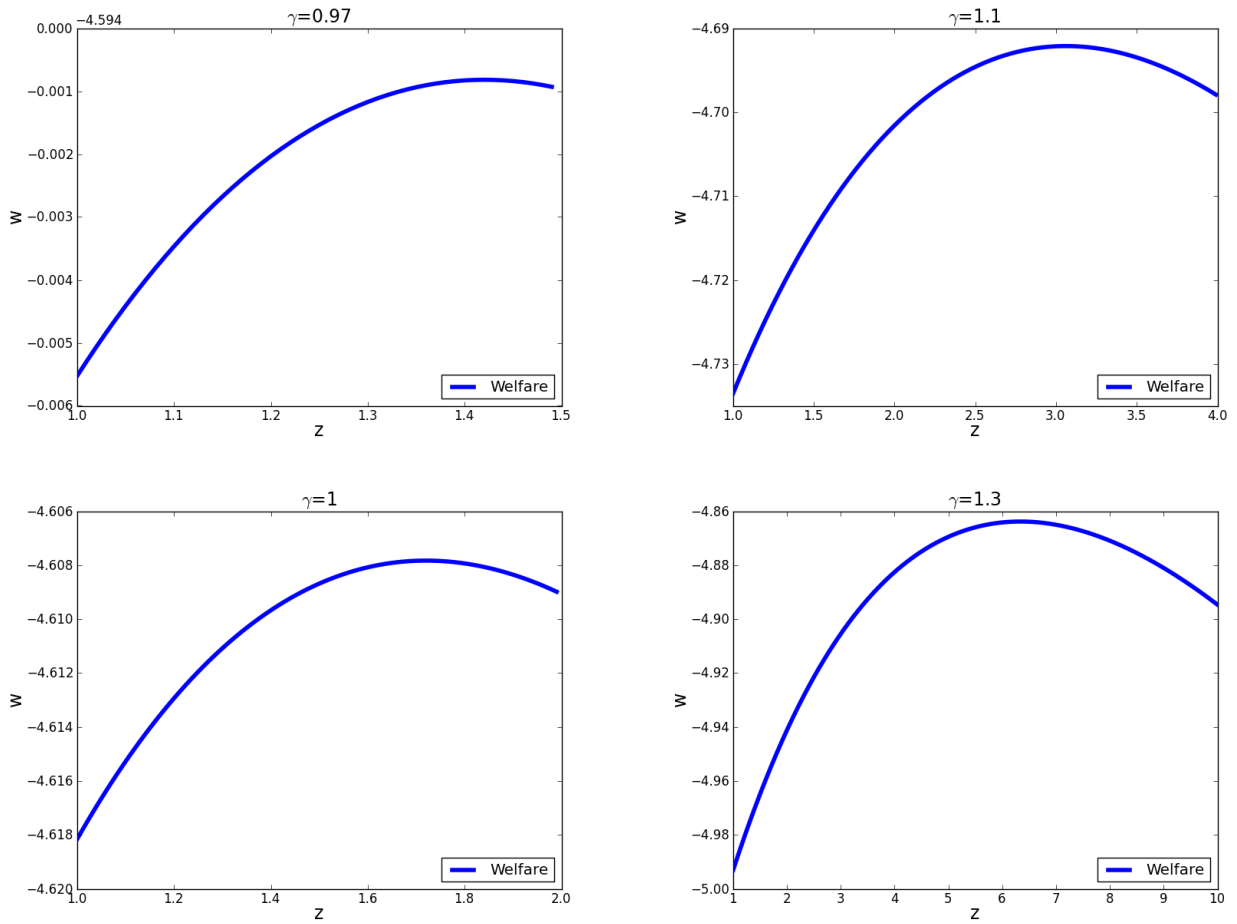 γ=0.97
−4.594
0.000
−0.001
−0.002
−0.003
−0.004
−0.005
−0.006
w
1.0 1.1 1.2 1.3 1.4 1.5
z
Welfare
γ=1.1
−4.69
−4.70
−4.71
−4.72
−4.73
w
1.0 1.5 2.0 2.5 3.0 3.5 4.0
z
Welfare
γ=1
−4.606
−4.608
−4.610
−4.612
−4.614
−4.616
−4.618
−4.620
w
1.0 1.2 1.4 1.6 1.8 2.0
z
Welfare
γ=1.3
−4.86
−4.88
−4.90
−4.92
−4.94
−4.96
−4.98
−5.00
w
1 2 3 4 5 6 7 8 9 10
z
Welfare